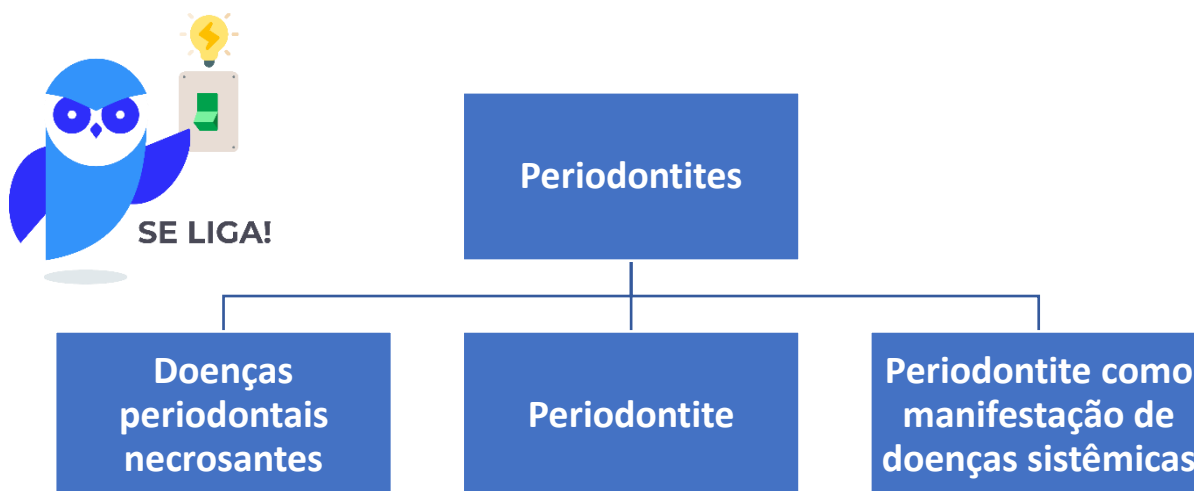 SE LIGA!
Periodontites
Doenças
periodontais
necrosantes
Periodontite
Periodontite como
manifestação de
doenças sistêmicas